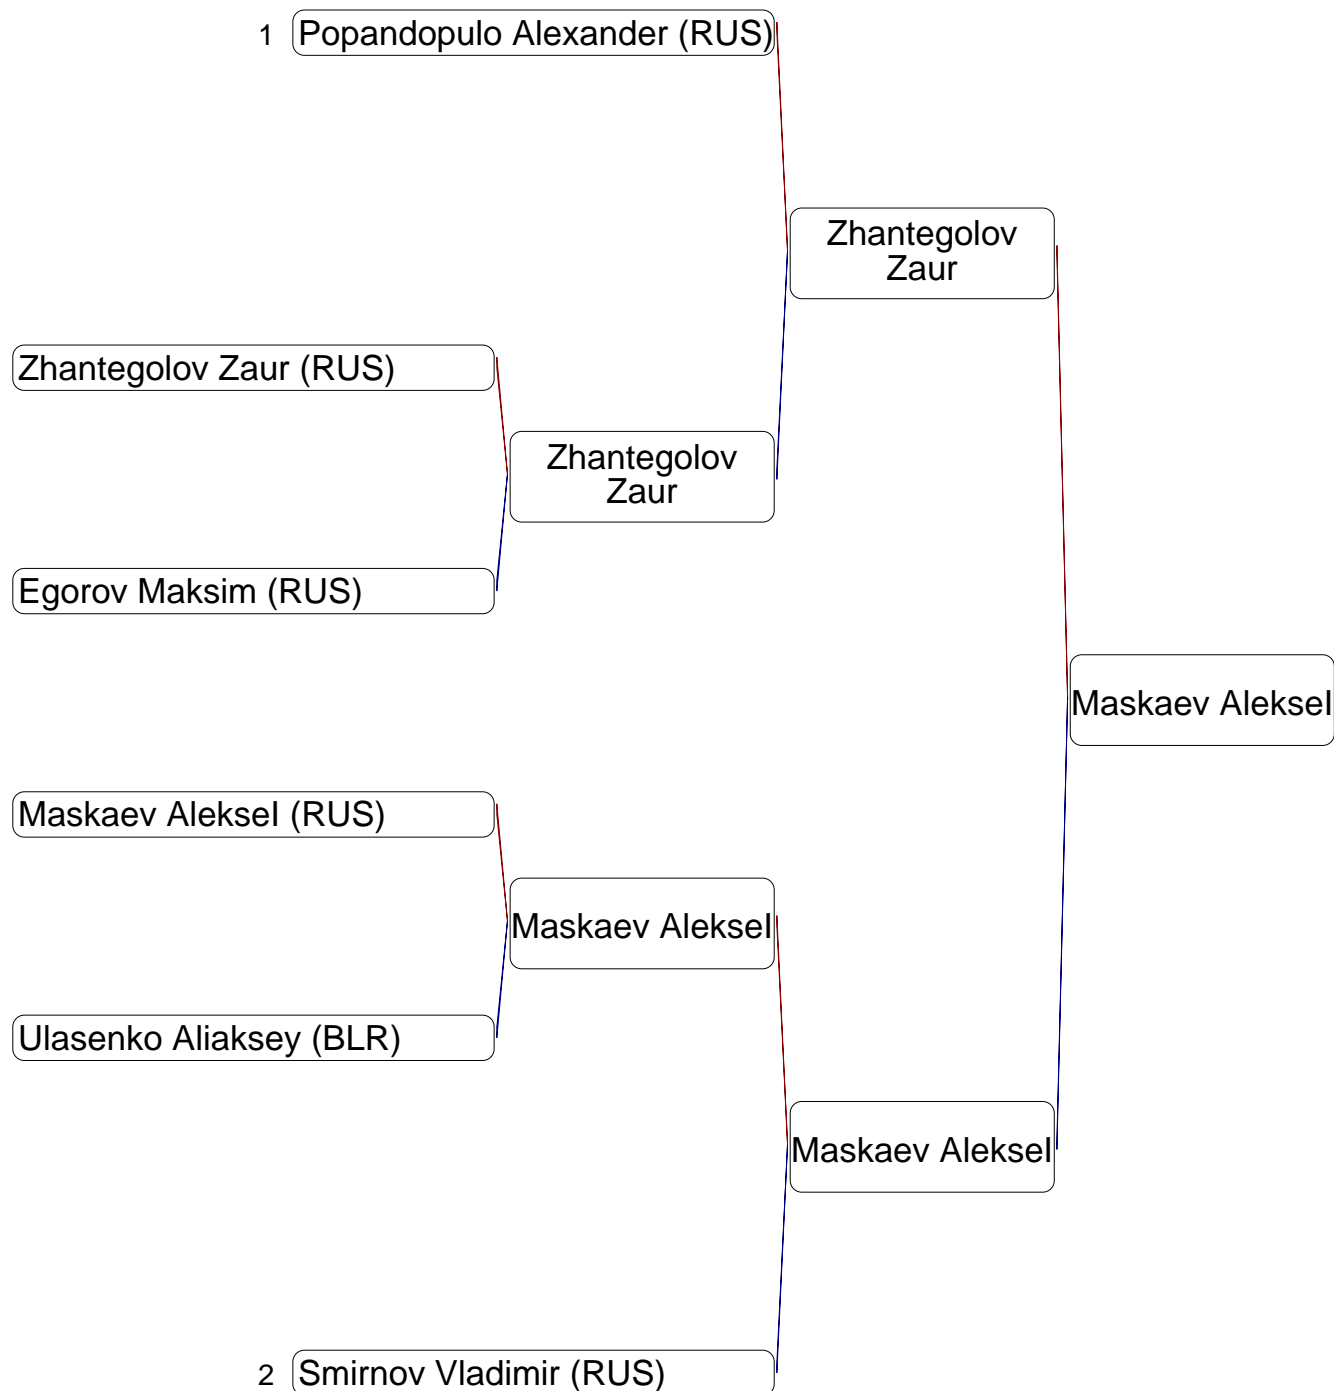 1 Popandopulo Alexander (RUS)
Zhantegolov
Zaur
Zhantegolov Zaur (RUS)
Zhantegolov
Zaur
Egorov Maksim (RUS)
Maskaev AlekseI
Maskaev AlekseI (RUS)
Maskaev AlekseI
Ulasenko Aliaksey (BLR)
Maskaev AlekseI
2 Smirnov Vladimir (RUS)